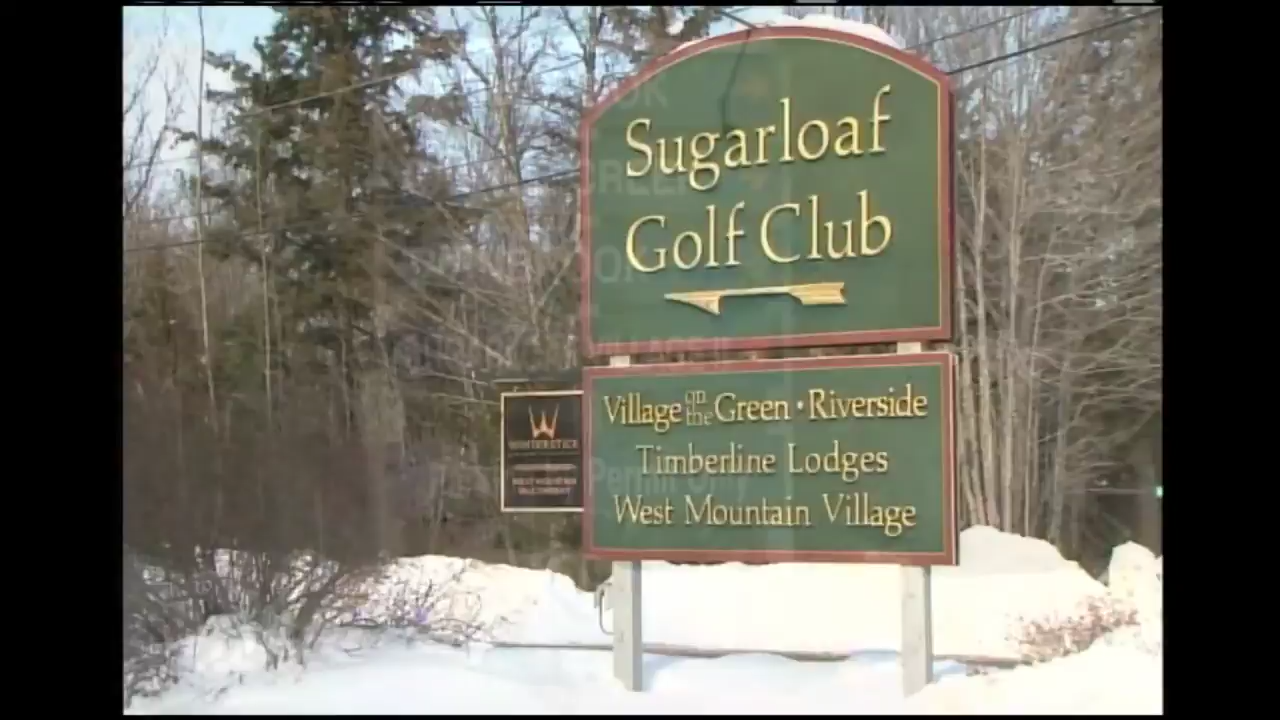 Sugarloaf
Golf Club
Village on the Green • Riverside
Timberline Lodges
West Mountain Village